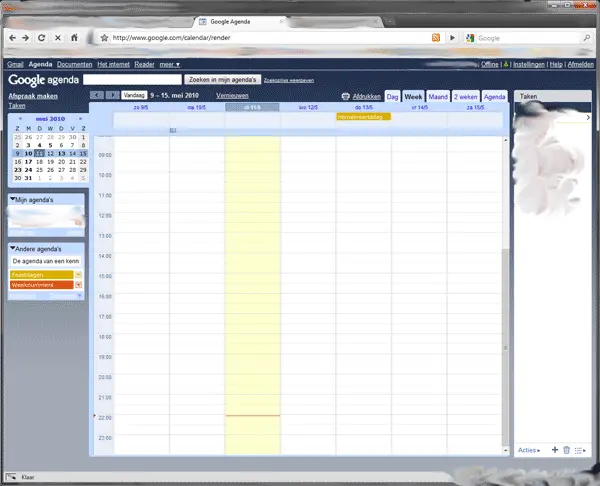 Google Agenda
http://www.google.com/calendar/render
Google
Gmail Agenda Documenten Het internet Reader meer ▼
Offline | Instellingen | Help | Afmelden
Google agenda
Zoeken in mijn agenda's
Zoekopties weergeven
Afspraak maken
Taken
Vandaag 9 – 15. mei 2010 Vernieuwen
Afdrukken Dag Week Maand 2 weken Agenda
Taken
zo 9/5 ma 10/5 di 11/5 wo 12/5 do 13/5 vr 14/5 za 15/5
Hemelvaartsdag
« mei 2010 »
Z M D W D V Z
25 26 27 28 29 30 1
2 3 4 5 6 7 8
9 10 11 12 13 14 15
16 17 18 19 20 21 22
23 24 25 26 27 28 29
30 31 1 2 3 4 5
Mijn agenda's
Andere agenda's
De agenda van een kenn
Feestdagen
Weeknummers
09:00
10:00
11:00
12:00
13:00
14:00
15:00
16:00
17:00
18:00
19:00
20:00
21:00
22:00
23:00
Acties
Klaar